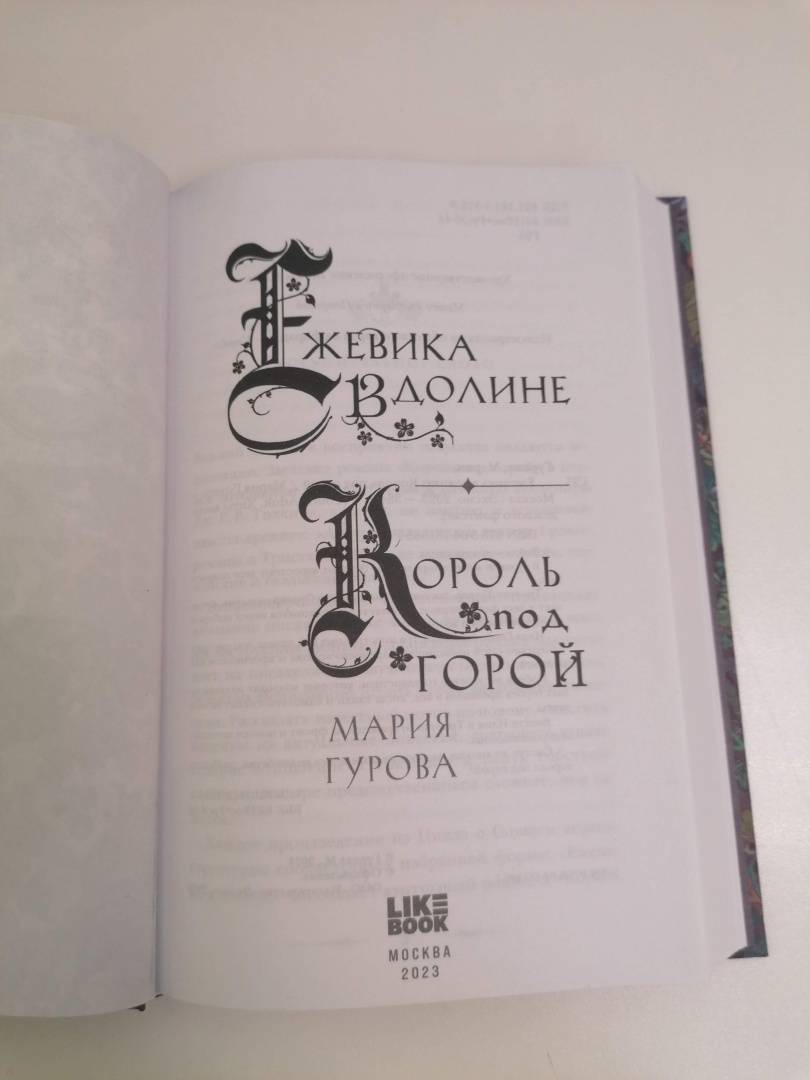 ЕЖЕВИКА
В ДОЛИНЕ
КОРОЛЬ
ПОД
ГОРОЙ
МАРИЯ
ГУРОВА
LIKE
BOOK
МОСКВА
2023